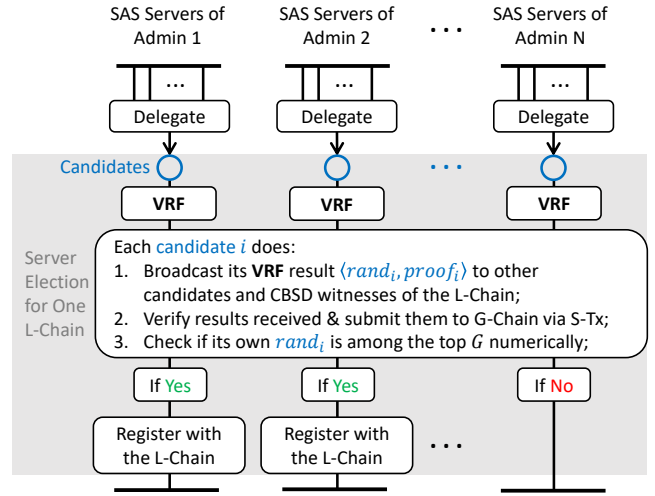 SAS Servers of Admin 1
SAS Servers of Admin 2
...
SAS Servers of Admin N
...
...
...
Delegate
Delegate
Delegate
Candidates
...
VRF
VRF
VRF
Server Election for One L-Chain
Each candidate i does:
1. Broadcast its VRF result ⟨rand_i, proof_i⟩ to other
candidates and CBSD witnesses of the L-Chain;
2. Verify results received & submit them to G-Chain via S-Tx;
3. Check if its own rand_i is among the top G numerically;
If Yes
If Yes
If No
Register with the L-Chain
Register with the L-Chain
...